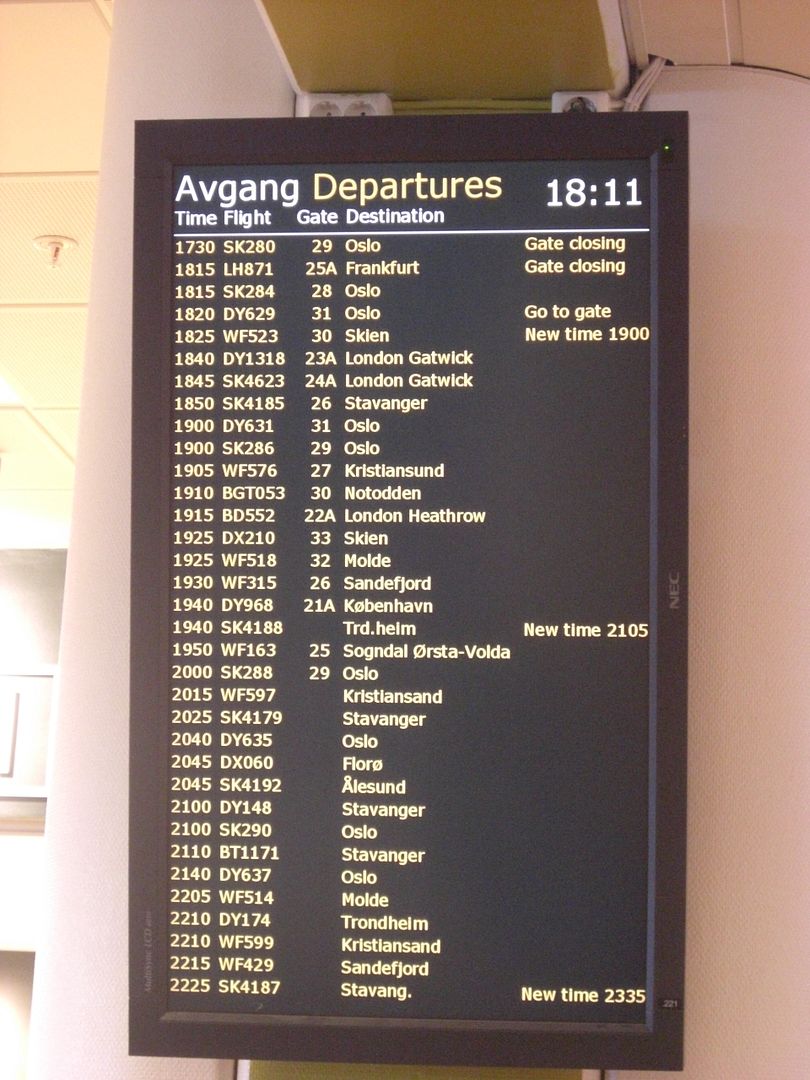 Avgang Departures 18:11
Time Flight Gate Destination
1730 SK280 29 Oslo Gate closing
1815 LH871 25A Frankfurt Gate closing
1815 SK284 28 Oslo
1820 DY629 31 Oslo Go to gate
1825 WF523 30 Skien New time 1900
1840 DY1318 23A London Gatwick
1845 SK4623 24A London Gatwick
1850 SK4185 26 Stavanger
1900 DY631 31 Oslo
1900 SK286 29 Oslo
1905 WF576 27 Kristiansund
1910 BGT053 30 Notodden
1915 BD552 22A London Heathrow
1925 DX210 33 Skien
1925 WF518 32 Molde
1930 WF315 26 Sandefjord
1940 DY968 21A København
1940 SK4188 Trd.heim New time 2105
1950 WF163 25 Sogndal Ørsta-Volda
2000 SK288 29 Oslo
2015 WF597 Kristiansand
2025 SK4179 Stavanger
2040 DY635 Oslo
2045 DX060 Florø
2045 SK4192 Ålesund
2100 DY148 Stavanger
2100 SK290 Oslo
2110 BT1171 Stavanger
2140 DY637 Oslo
2205 WF514 Molde
2210 DY174 Trondheim
2210 WF599 Kristiansand
2215 WF429 Sandefjord
2225 SK4187 Stavang. New time 2335
NEC
221